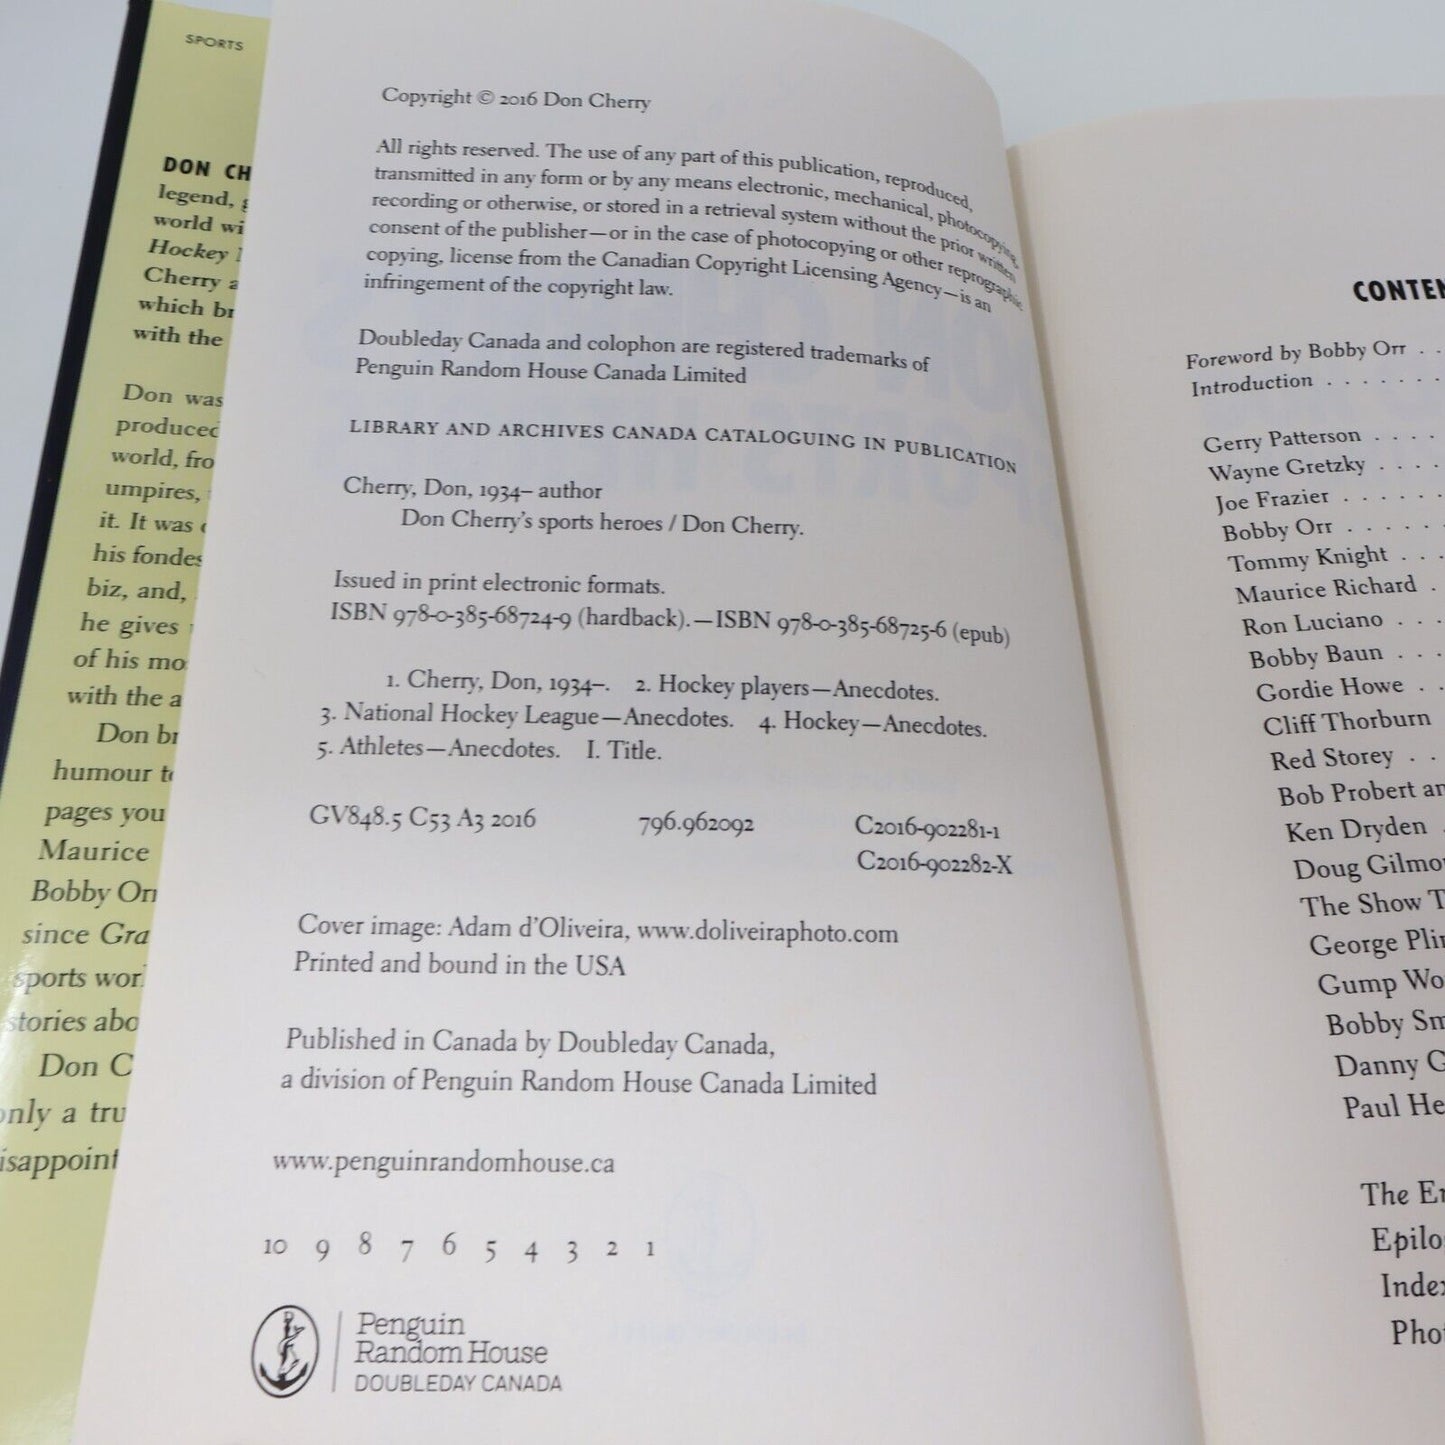 SPORTS
DON CH
legend,
world wi
Hockey
Cherry a
which br
with the
Don was
produced
world, fro
umpires,
it. It was
his fondes
biz, and,
he gives
of his mo
with the a
Don br
humour to
pages you
Maurice
Bobby Orr
since Gra
sports wor
stories abo
Don C
only a tru
isappoint
Copyright © 2016 Don Cherry
All rights reserved. The use of any part of this publication, reproduced,
transmitted in any form or by any means electronic, mechanical, photocopying,
recording or otherwise, or stored in a retrieval system without the prior written
consent of the publisher—or in the case of photocopying or other reprographic
copying, license from the Canadian Copyright Licensing Agency—is an
infringement of the copyright law.
Doubleday Canada and colophon are registered trademarks of
Penguin Random House Canada Limited
LIBRARY AND ARCHIVES CANADA CATALOGUING IN PUBLICATION
Cherry, Don, 1934– author
Don Cherry's sports heroes / Don Cherry.
Issued in print electronic formats.
ISBN 978-0-385-68724-9 (hardback).—ISBN 978-0-385-68725-6 (epub)
1. Cherry, Don, 1934–. 2. Hockey players—Anecdotes.
3. National Hockey League—Anecdotes. 4. Hockey—Anecdotes.
5. Athletes—Anecdotes. I. Title.
GV848.5 C53 A3 2016 796.962092 C2016-902281-1
C2016-902282-X
Cover image: Adam d'Oliveira, www.doliveiraphoto.com
Printed and bound in the USA
Published in Canada by Doubleday Canada,
a division of Penguin Random House Canada Limited
www.penguinrandomhouse.ca
10 9 8 7 6 5 4 3 2 1
Penguin
Random House
DOUBLEDAY CANADA
CONTEN
Foreword by Bobby Orr . .
Introduction . . . . . . .
Gerry Patterson . . . .
Wayne Gretzky . . . .
Joe Frazier . . . . . .
Bobby Orr . . . . . .
Tommy Knight . . .
Maurice Richard .
Ron Luciano . . .
Bobby Baun . . .
Gordie Howe . .
Cliff Thorburn
Red Storey . .
Bob Probert an
Ken Dryden
Doug Gilmo
The Show T
George Plim
Gump Wo
Bobby Sm
Danny G
Paul He
The En
Epilo
Index
Phot